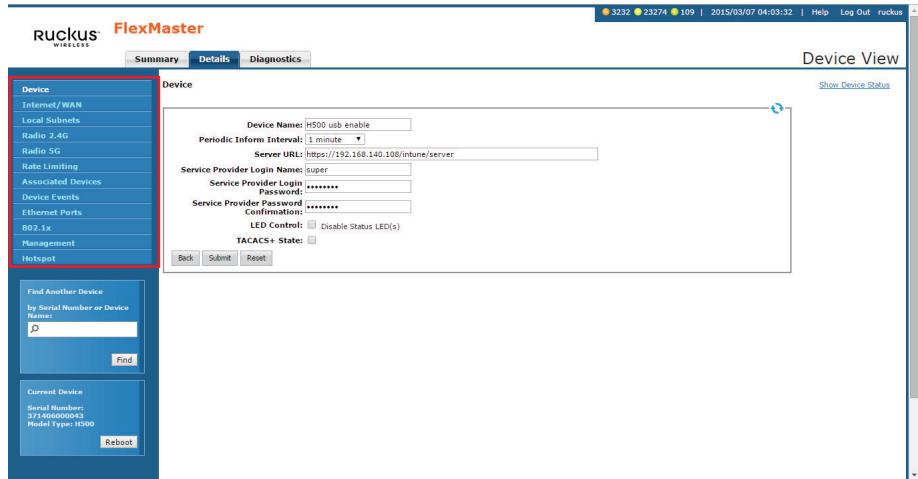 3232 23274 109 | 2015/03/07 04:03:32 | Help Log Out ruckus
Ruckus WIRELESS
FlexMaster
Summary Details Diagnostics
Device View
Device
Internet/WAN
Local Subnets
Radio 2.4G
Radio 5G
Rate Limiting
Associated Devices
Device Events
Ethernet Ports
802.1x
Management
Hotspot
Find Another Device
by Serial Number or Device
Name:
Find
Current Device
Serial Number:
371406000043
Model Type: H500
Reboot
Device
Show Device Status
Device Name: H500 usb enable
Periodic Inform Interval: 1 minute
Server URL: https://192.168.140.108/intune/server
Service Provider Login Name: super
Service Provider Login
Password: ••••••••
Service Provider Password
Confirmation: ••••••••
LED Control: Disable Status LED(s)
TACACS+ State:
Back Submit Reset